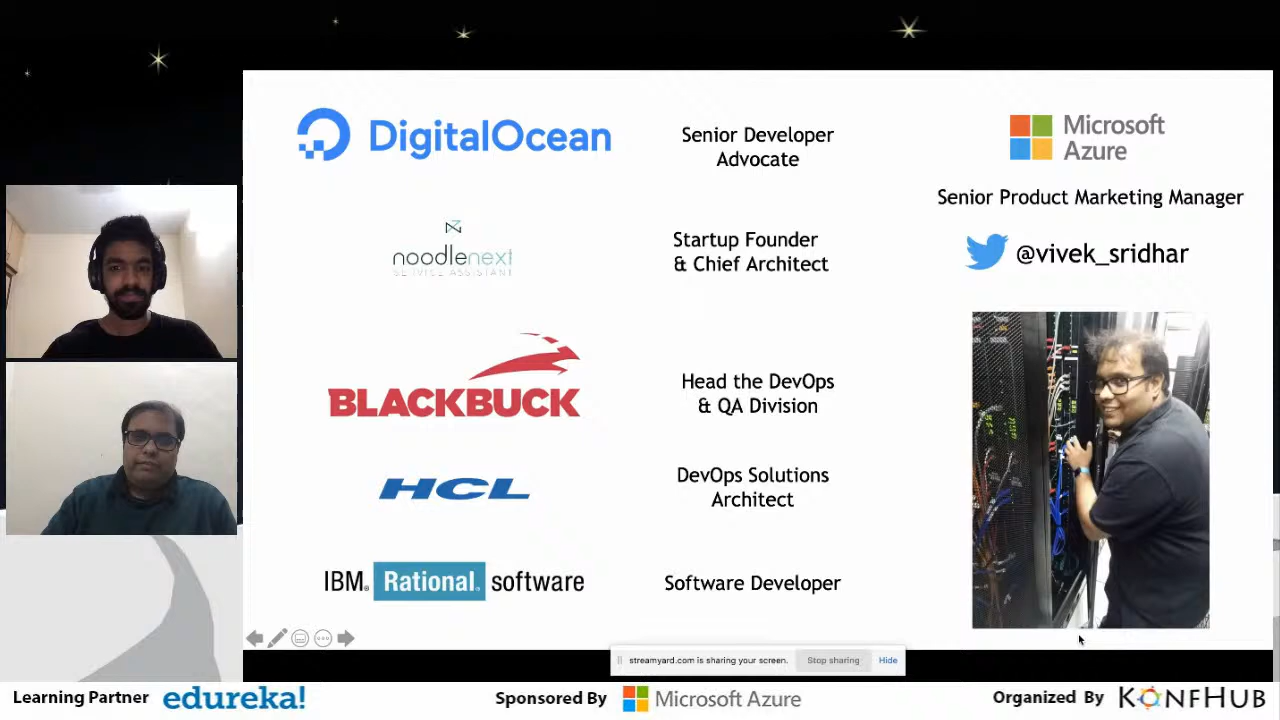 DigitalOcean
Senior Developer
Advocate
Microsoft
Azure
Senior Product Marketing Manager
@vivek_sridhar
noodlenext
SERVICE ASSISTANT
Startup Founder
& Chief Architect
BLACKBUCK
Head the DevOps
& QA Division
HCL
DevOps Solutions
Architect
IBM® Rational® software
Software Developer
streamyard.com is sharing your screen.
Stop sharing
Hide
Learning Partner edureka!
Sponsored By Microsoft Azure
Organized By KONFHUB